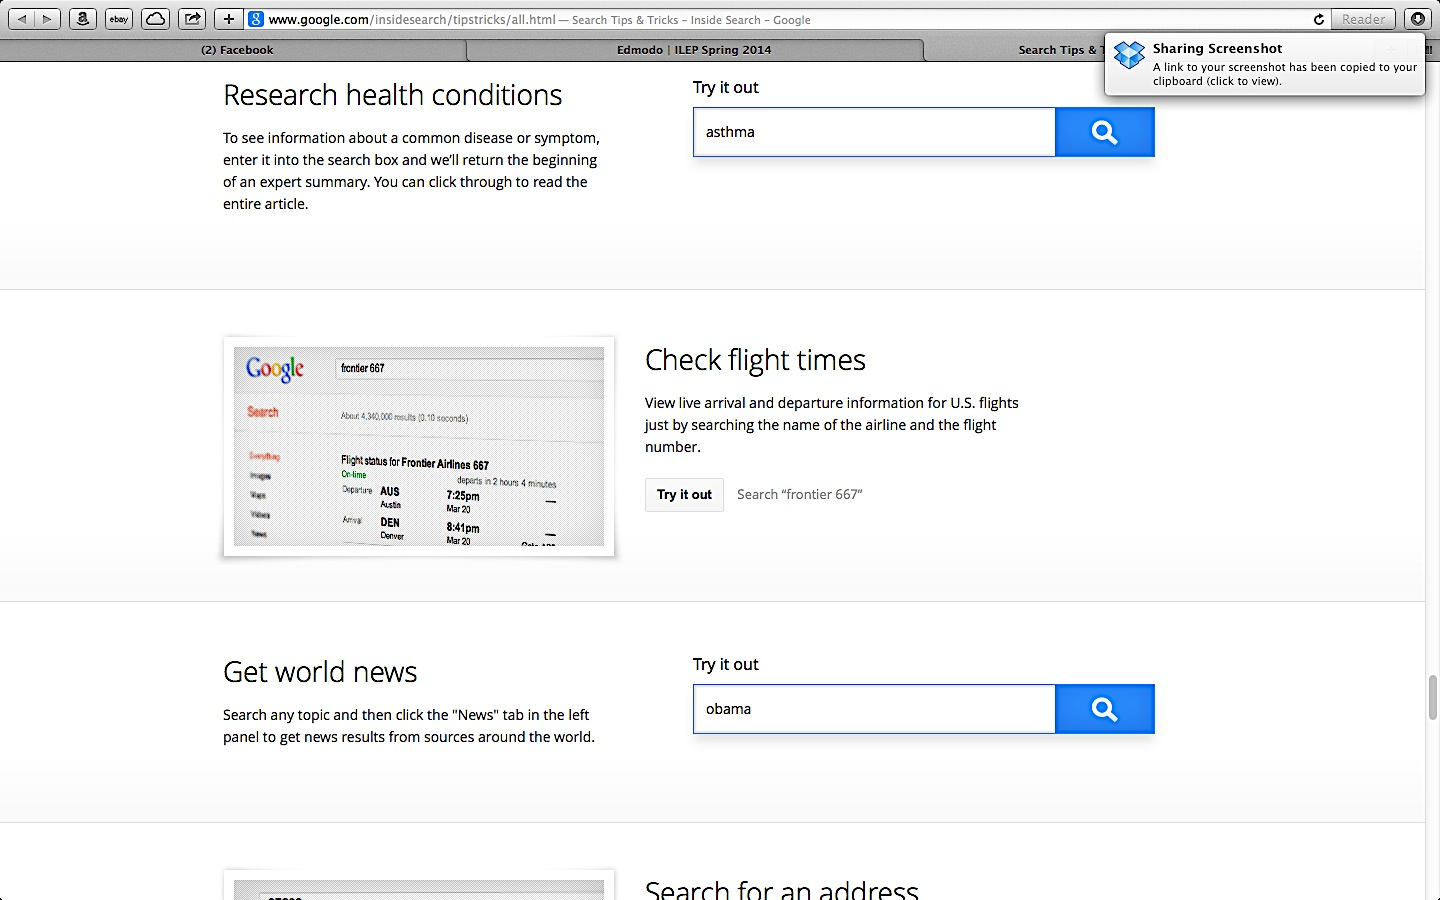 ebay
www.google.com/insidesearch/tipstricks/all.html — Search Tips & Tricks – Inside Search – Google
Reader
(2) Facebook
Edmodo | ILEP Spring 2014
Search Tips & T
Sharing Screenshot
A link to your screenshot has been copied to your
clipboard (click to view).
Research health conditions
To see information about a common disease or symptom,
enter it into the search box and we’ll return the beginning
of an expert summary. You can click through to read the
entire article.
Try it out
asthma
Google
frontier 667
Search
About 4,340,000 results (0.10 seconds)
Everything
Images
Maps
Videos
News
Flight status for Frontier Airlines 667
On-time
departs in 2 hours 4 minutes
Departure AUS 7:25pm —
Austin Mar 20
Arrival DEN 8:41pm —
Denver Mar 20
Check flight times
View live arrival and departure information for U.S. flights
just by searching the name of the airline and the flight
number.
Try it out Search “frontier 667”
Get world news
Search any topic and then click the "News" tab in the left
panel to get news results from sources around the world.
Try it out
obama
Search for an address